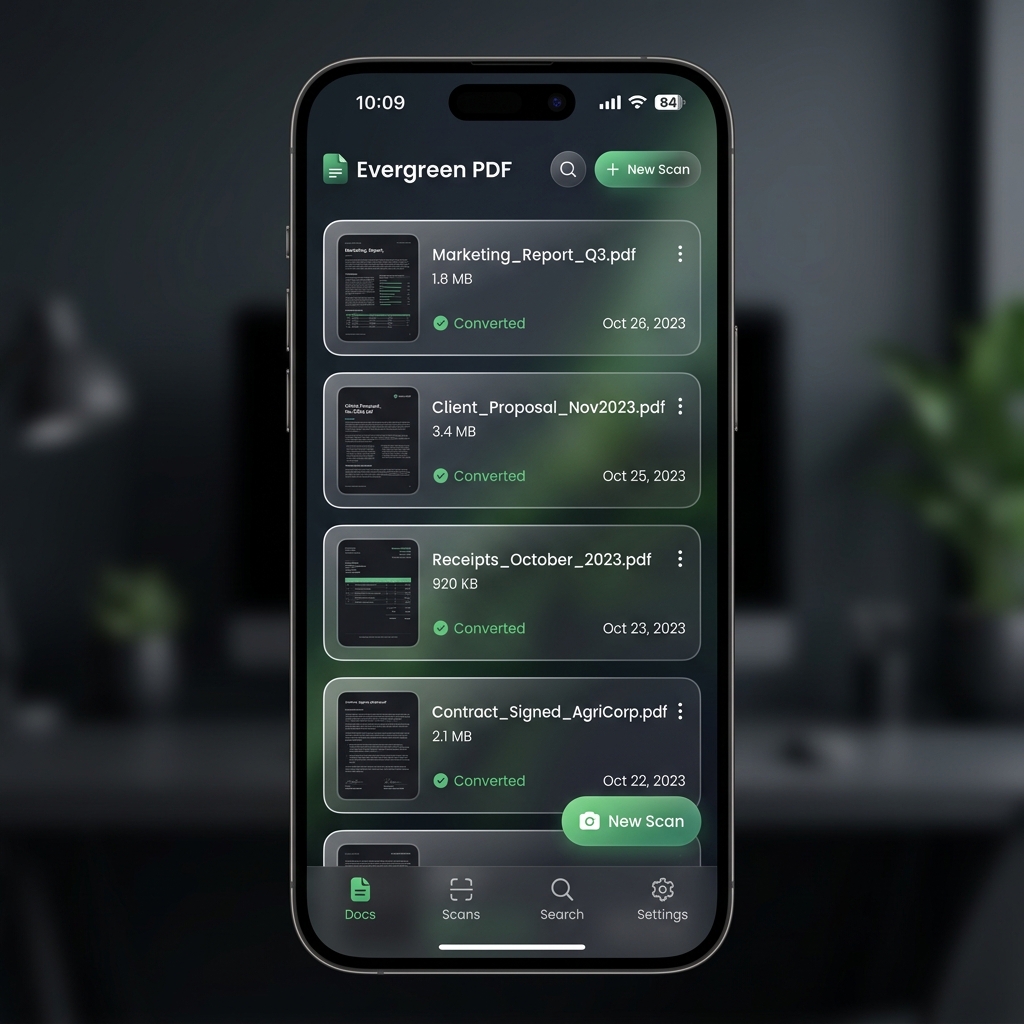 10:09
84
Evergreen PDF
New Scan
Marketing_Report_Q3.pdf
1.8 MB
Converted
Oct 26, 2023
Client_Proposal_Nov2023.pdf
3.4 MB
Converted
Oct 25, 2023
Receipts_October_2023.pdf
920 KB
Converted
Oct 23, 2023
Contract_Signed_AgriCorp.pdf
2.1 MB
Converted
Oct 22, 2023
New Scan
Docs
Scans
Search
Settings